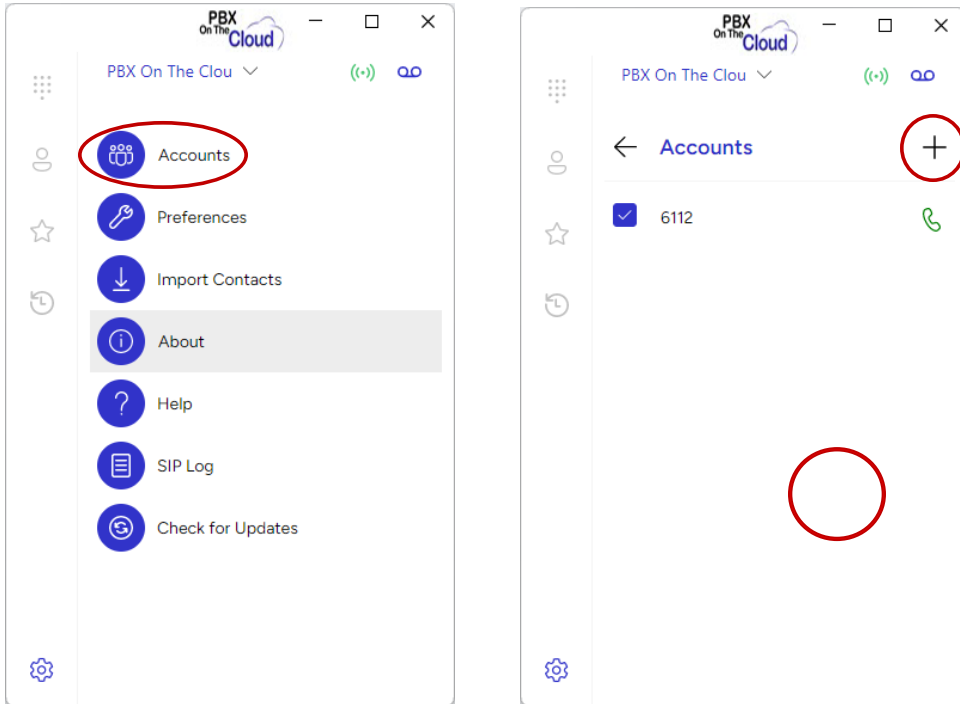 PBX
On The Cloud
PBX On The Clou
Accounts
Preferences
Import Contacts
About
Help
SIP Log
Check for Updates
PBX
On The Cloud
PBX On The Clou
Accounts
6112